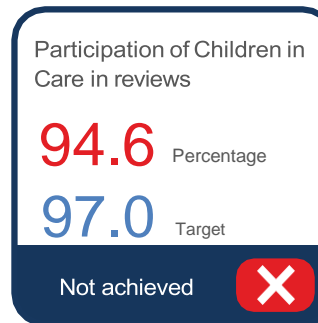 Participation of Children in
Care in reviews
94.6 Percentage
97.0 Target
Not achieved